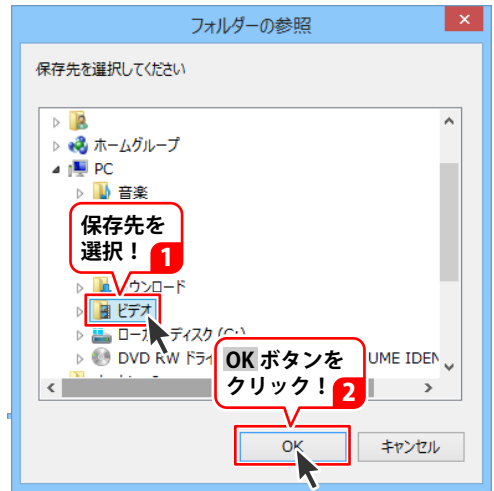 フォルダーの参照
保存先を選択してください
ホームグループ
PC
音楽
保存先を
選択！ 1
ウンロード
ビデオ
ローカ ディスク (C:)
DVD RW ドライ
UME IDEN
OK ボタンを
クリック！ 2
OK
キャンセル